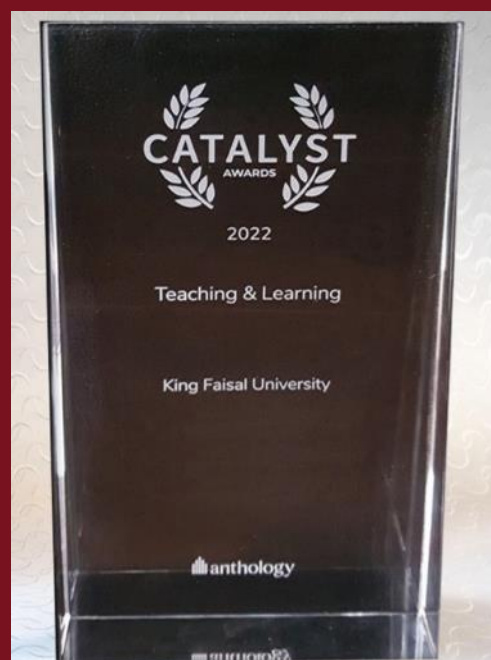 CATALYST
AWARDS
2022
Teaching & Learning
King Faisal University
anthology